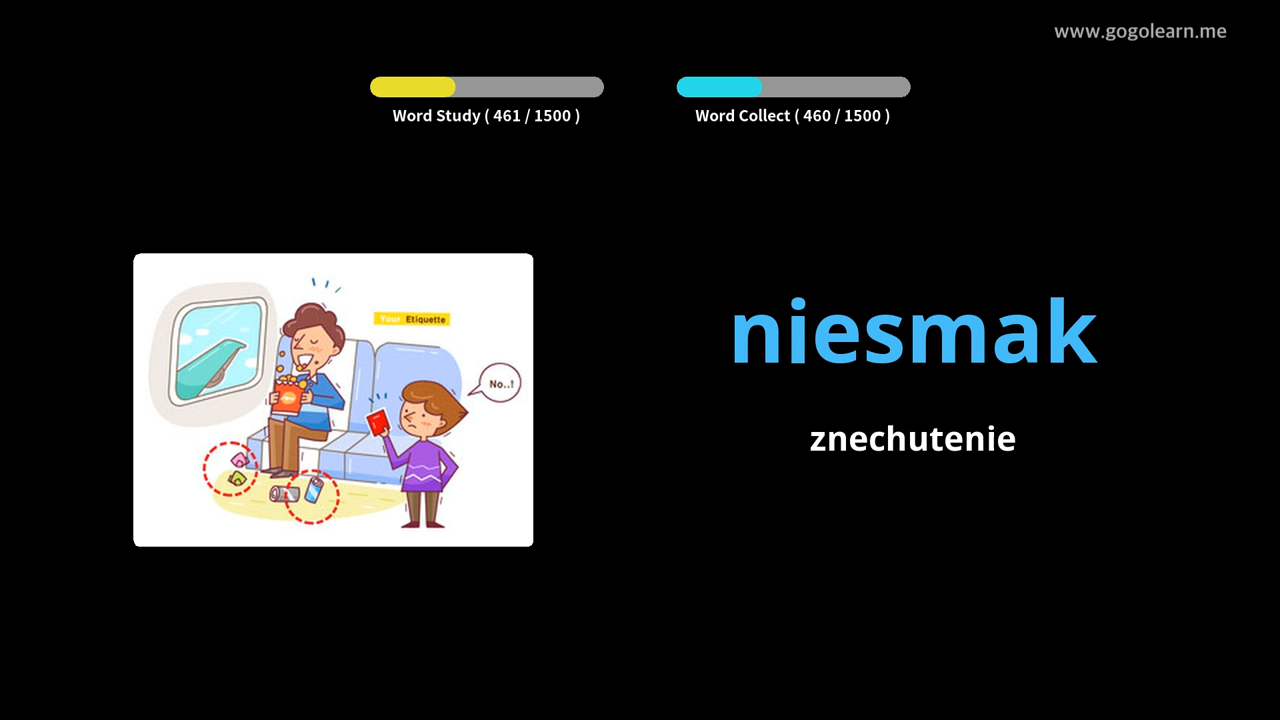 www.gogolearn.me
Word Study ( 461 / 1500 )
Word Collect ( 460 / 1500 )
Your Etiquette
No..!
niesmak
znechutenie